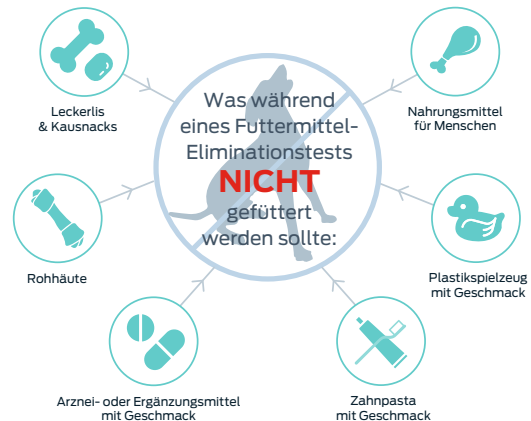 Was während
eines Futtermittel-
Eliminationstests
NICHT
gefüttert
werden sollte:
Leckerlis
& Kausnacks
Nahrungsmittel
für Menschen
Rohhäute
Plastikspielzeug
mit Geschmack
Arznei- oder Ergänzungsmittel
mit Geschmack
Zahnpasta
mit Geschmack